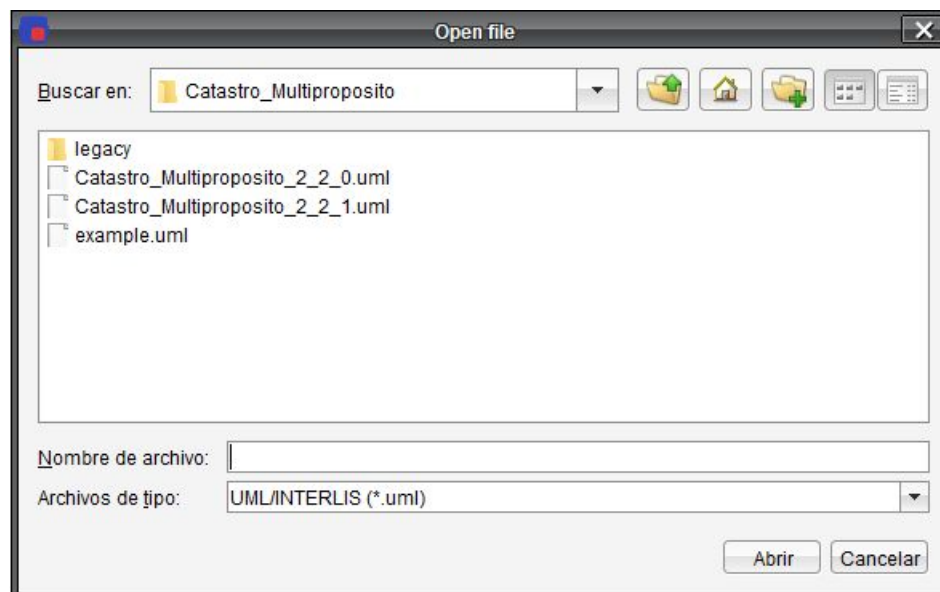 Open file
Buscar en: Catastro_Multiproposito
legacy
Catastro_Multiproposito_2_2_0.uml
Catastro_Multiproposito_2_2_1.uml
example.uml
Nombre de archivo:
Archivos de tipo: UML/INTERLIS (*.uml)
Abrir Cancelar